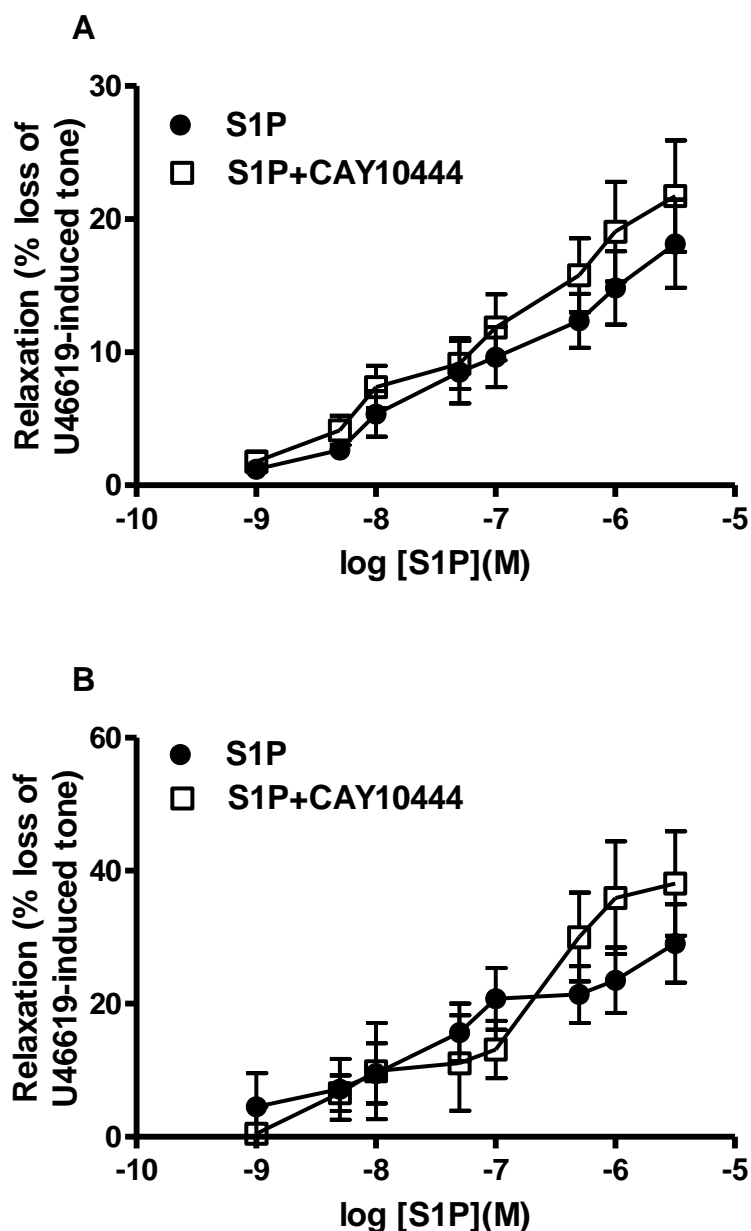 A
Relaxation (% loss of
U46619-induced tone)
30
20
10
0
S1P
S1P+CAY10444
-10 -9 -8 -7 -6 -5
log [S1P](M)
B
Relaxation (% loss of
U46619-induced tone)
60
40
20
0
S1P
S1P+CAY10444
-10 -9 -8 -7 -6 -5
log [S1P](M)